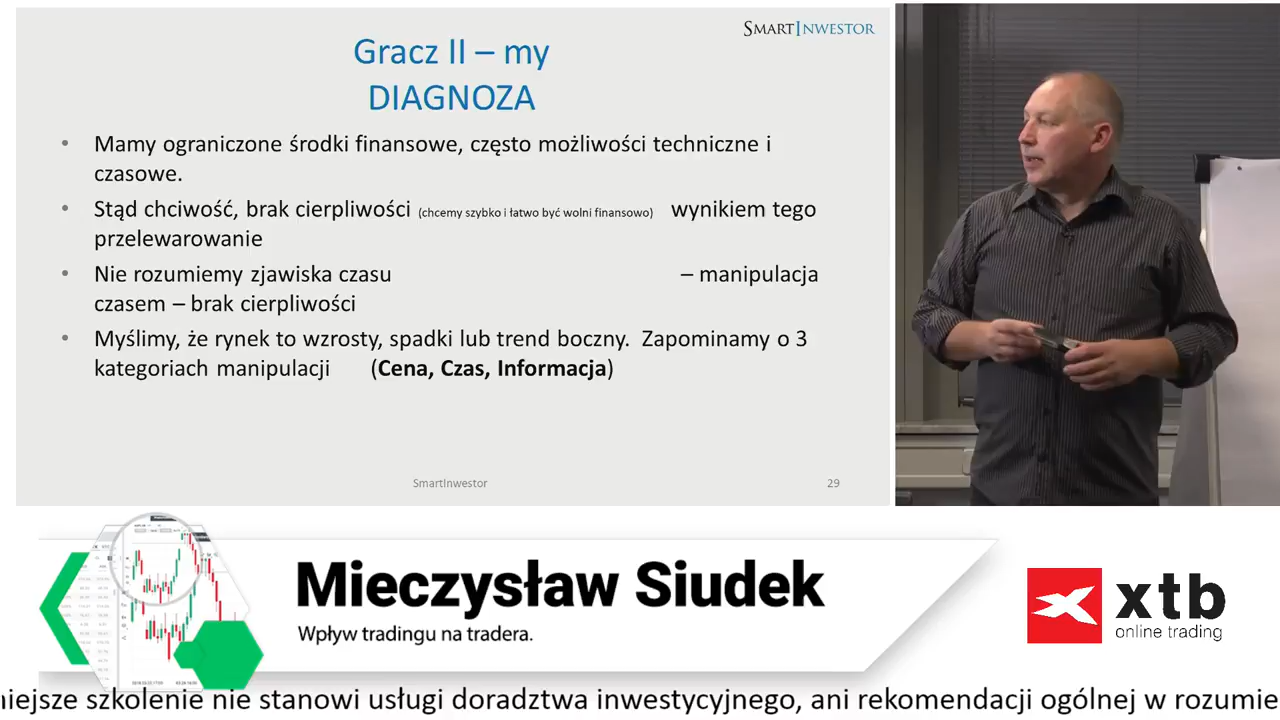 SMARTINWESTOR
Gracz II – my
DIAGNOZA
• Mamy ograniczone środki finansowe, często możliwości techniczne i
czasowe.
• Stąd chciwość, brak cierpliwości (chcemy szybko i łatwo być wolni finansowo) wynikiem tego
przelewarowanie
• Nie rozumiemy zjawiska czasu – manipulacja
czasem – brak cierpliwości
• Myślimy, że rynek to wzrosty, spadki lub trend boczny. Zapominamy o 3
kategoriach manipulacji (Cena, Czas, Informacja)
SmartInwestor 29
Mieczysław Siudek
Wpływ tradingu na tradera.
xtb
online trading
niejsze szkolenie nie stanowi usługi doradztwa inwestycyjnego, ani rekomendacji ogólnej w rozumie